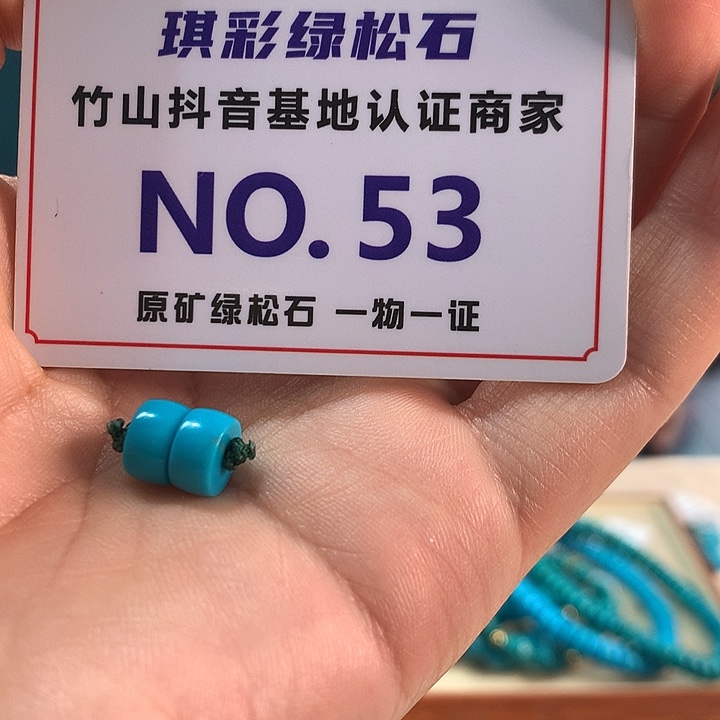 琪彩绿松石
竹山抖音基地认证商家
NO.53
原矿绿松石 一物一证